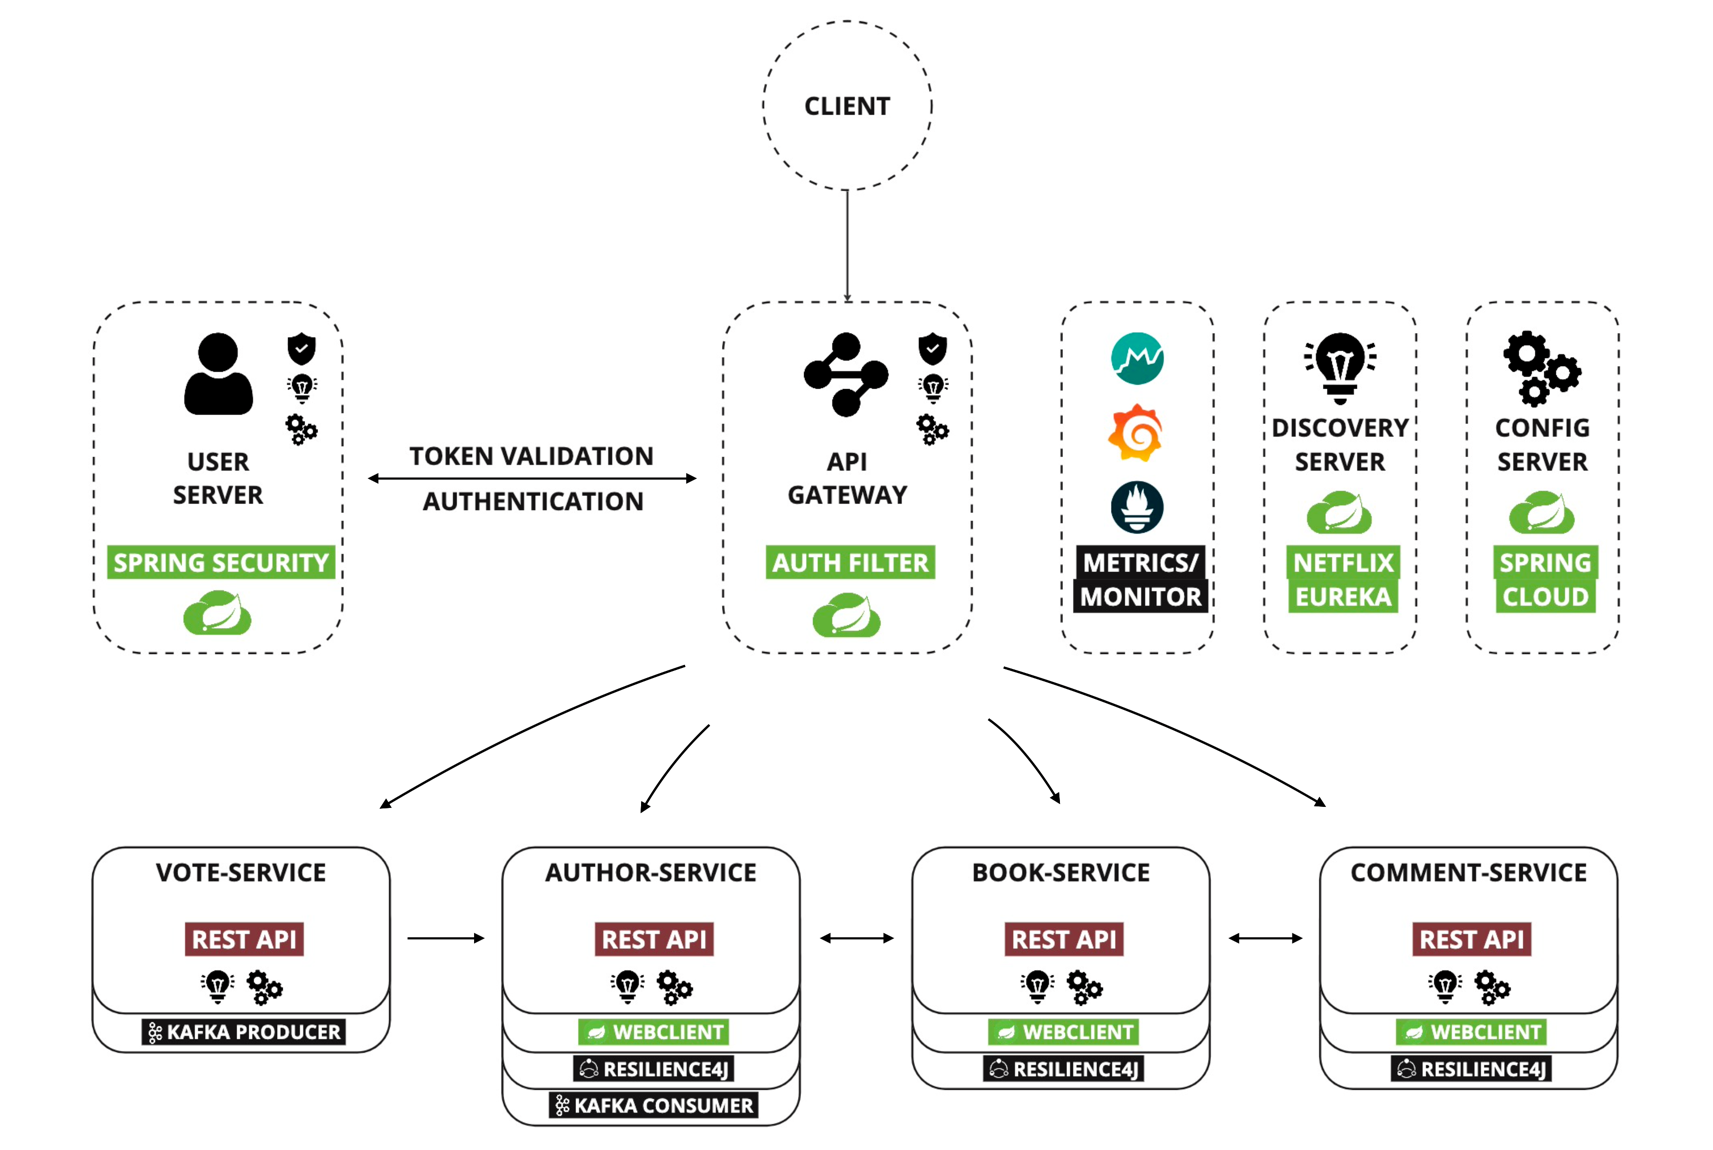 CLIENT
USER
SERVER
SPRING SECURITY
TOKEN VALIDATION
AUTHENTICATION
API
GATEWAY
AUTH FILTER
METRICS/
MONITOR
DISCOVERY
SERVER
NETFLIX
EUREKA
CONFIG
SERVER
SPRING
CLOUD
VOTE-SERVICE
REST API
KAFKA PRODUCER
AUTHOR-SERVICE
REST API
WEBCLIENT
RESILIENCE4J
KAFKA CONSUMER
BOOK-SERVICE
REST API
WEBCLIENT
RESILIENCE4J
COMMENT-SERVICE
REST API
WEBCLIENT
RESILIENCE4J